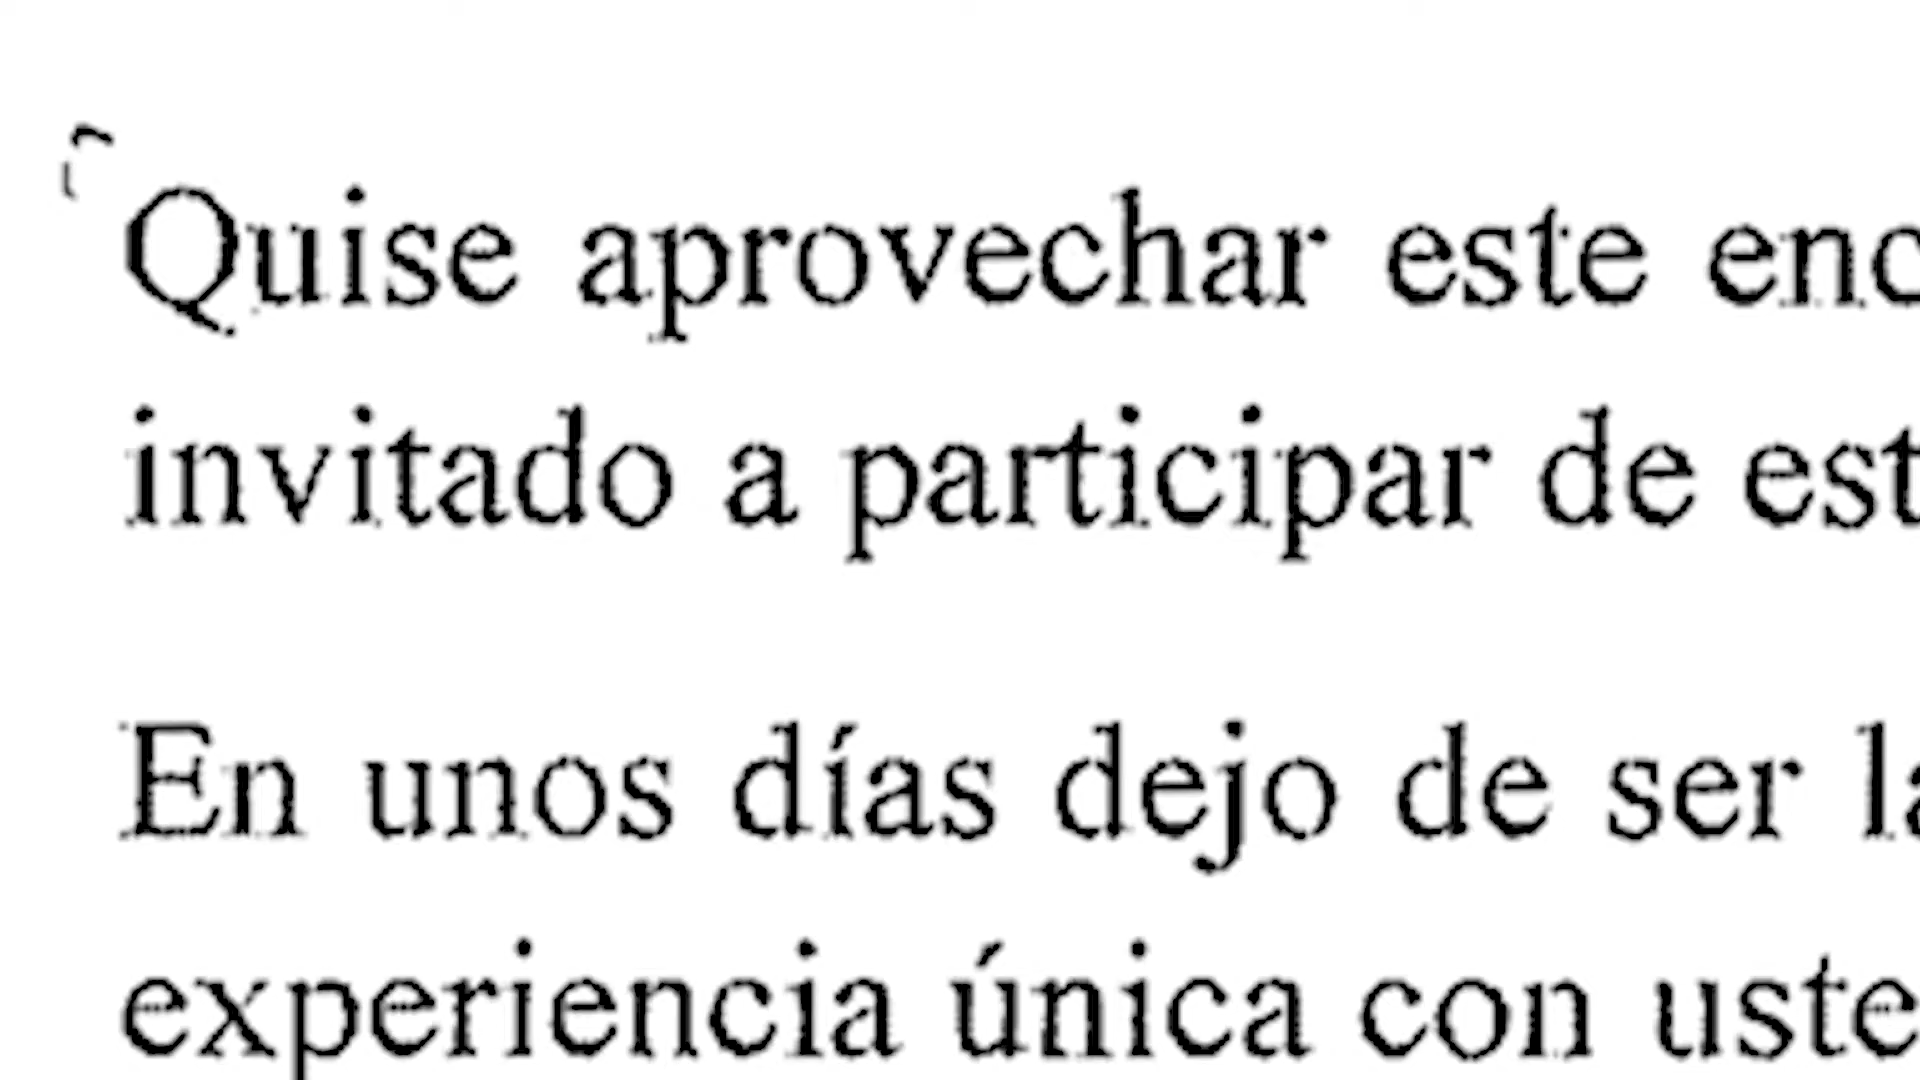 Quise aprovechar este enc
invitado a participar de est
En unos días dejo de ser la
experiencia única con uste